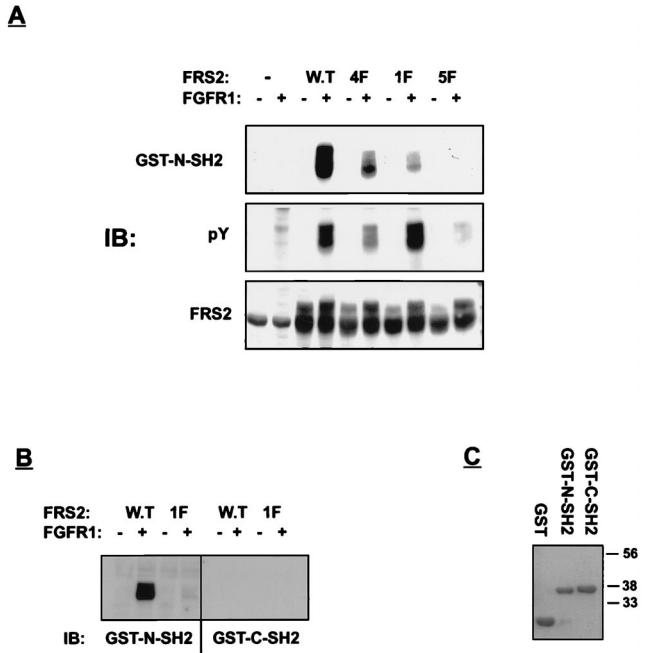 A
FRS2: - W.T 4F 1F 5F
FGFR1: - + - + - + - + - +
GST-N-SH2
IB: pY
FRS2
B
FRS2: W.T 1F W.T 1F
FGFR1: - + - + - + - +
IB: GST-N-SH2 GST-C-SH2
C
GST GST-N-SH2 GST-C-SH2
56
38
33